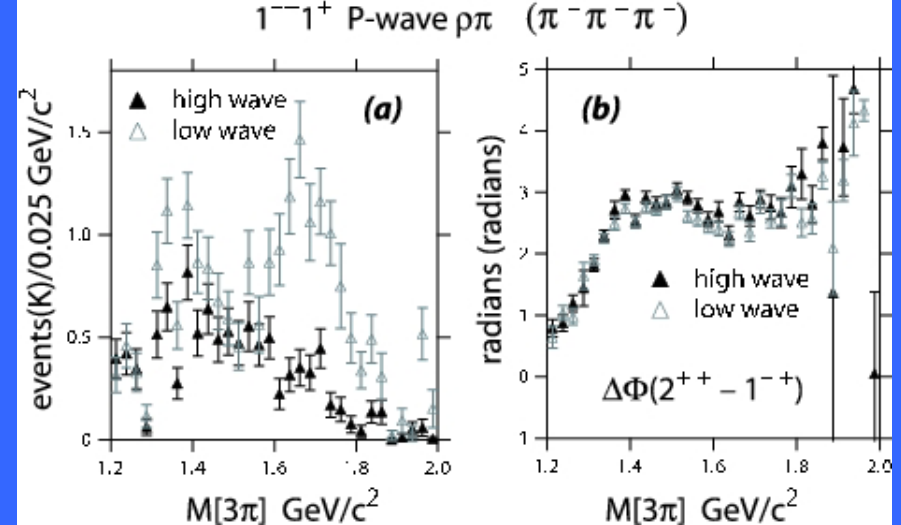 1⁻⁻1⁺ P-wave ρπ (π⁻π⁻π⁻)
events(K)/0.025 GeV/c²
high wave
low wave
(a)
1.5
1.0
0.5
0
1.2 1.4 1.6 1.8 2.0
M[3π] GeV/c²
radians (radians)
(b)
5
4
3
2
1
0
1
high wave
low wave
ΔΦ(2⁺⁺ – 1⁻⁺)
1.2 1.4 1.6 1.8 2.0
M[3π] GeV/c²